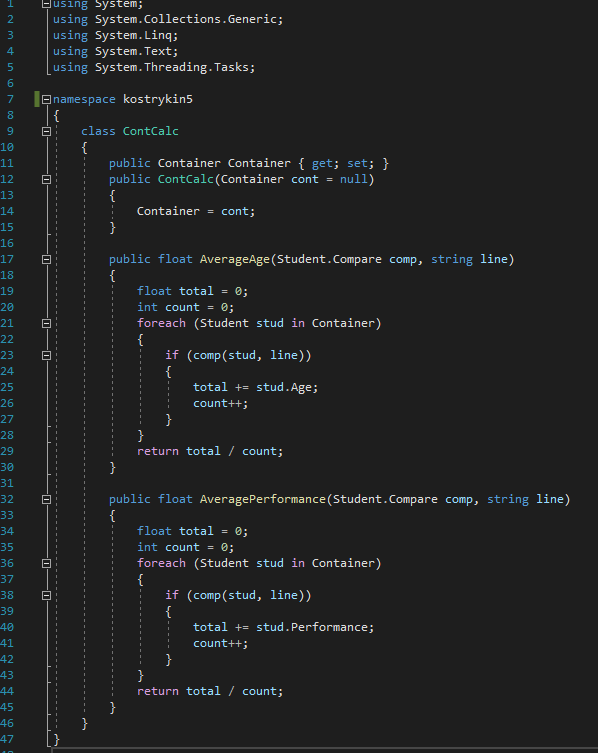 1 using System;
2 using System.Collections.Generic;
3 using System.Linq;
4 using System.Text;
5 using System.Threading.Tasks;
6
7 namespace kostrykin5
8 {
9     class ContCalc
10     {
11         public Container Container { get; set; }
12         public ContCalc(Container cont = null)
13         {
14             Container = cont;
15         }
16
17         public float AverageAge(Student.Compare comp, string line)
18         {
19             float total = 0;
20             int count = 0;
21             foreach (Student stud in Container)
22             {
23                 if (comp(stud, line))
24                 {
25                     total += stud.Age;
26                     count++;
27                 }
28             }
29             return total / count;
30         }
31
32         public float AveragePerformance(Student.Compare comp, string line)
33         {
34             float total = 0;
35             int count = 0;
36             foreach (Student stud in Container)
37             {
38                 if (comp(stud, line))
39                 {
40                     total += stud.Performance;
41                     count++;
42                 }
43             }
44             return total / count;
45         }
46     }
47 }